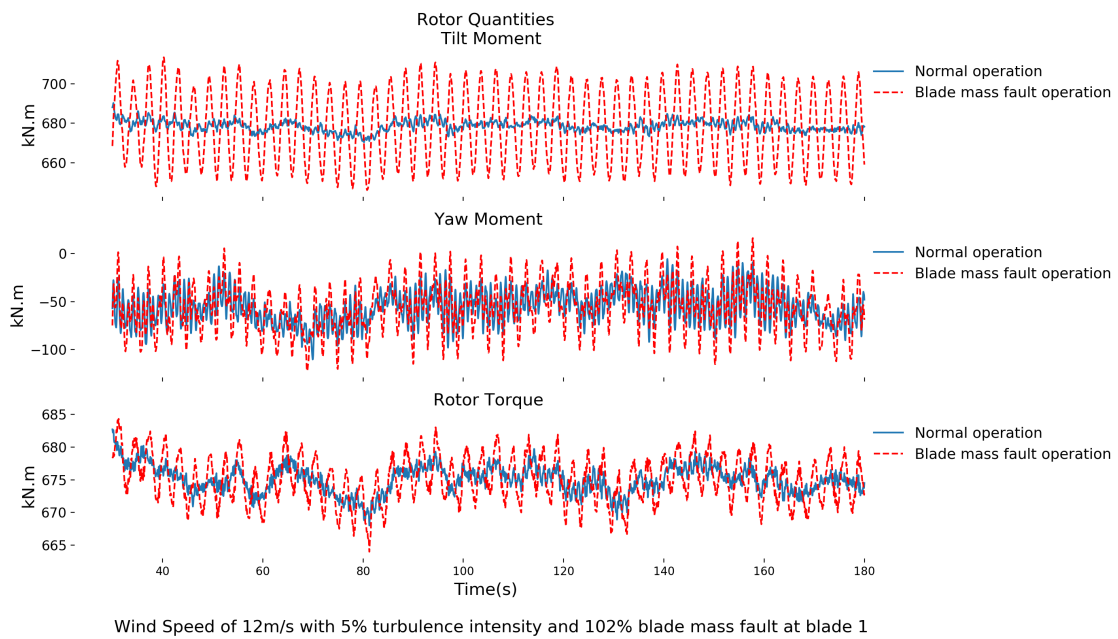 Rotor Quantities
Tilt Moment
700
680
660
kN.m
Normal operation
Blade mass fault operation
Yaw Moment
0
−50
−100
kN.m
Normal operation
Blade mass fault operation
Rotor Torque
685
680
675
670
665
kN.m
Normal operation
Blade mass fault operation
40 60 80 100 120 140 160 180
Time(s)
Wind Speed of 12m/s with 5% turbulence intensity and 102% blade mass fault at blade 1